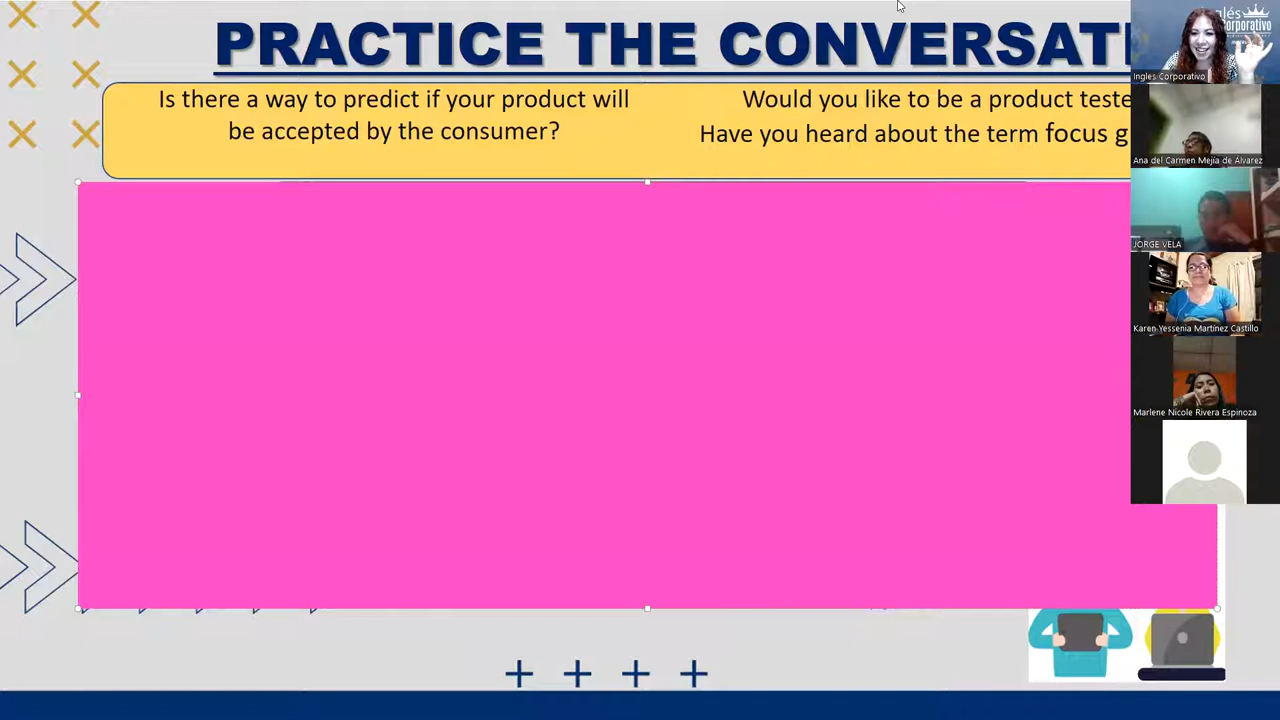 PRACTICE THE CONVERSATI
Is there a way to predict if your product will
be accepted by the consumer?
Would you like to be a product teste
Have you heard about the term focus g
Inglés Corporativo
Ingles Corporativo
Ana del Carmen Mejía de Álvarez
JORGE VELA
Karen Yessenia Martínez Castillo
Marlene Nicole Rivera Espinoza